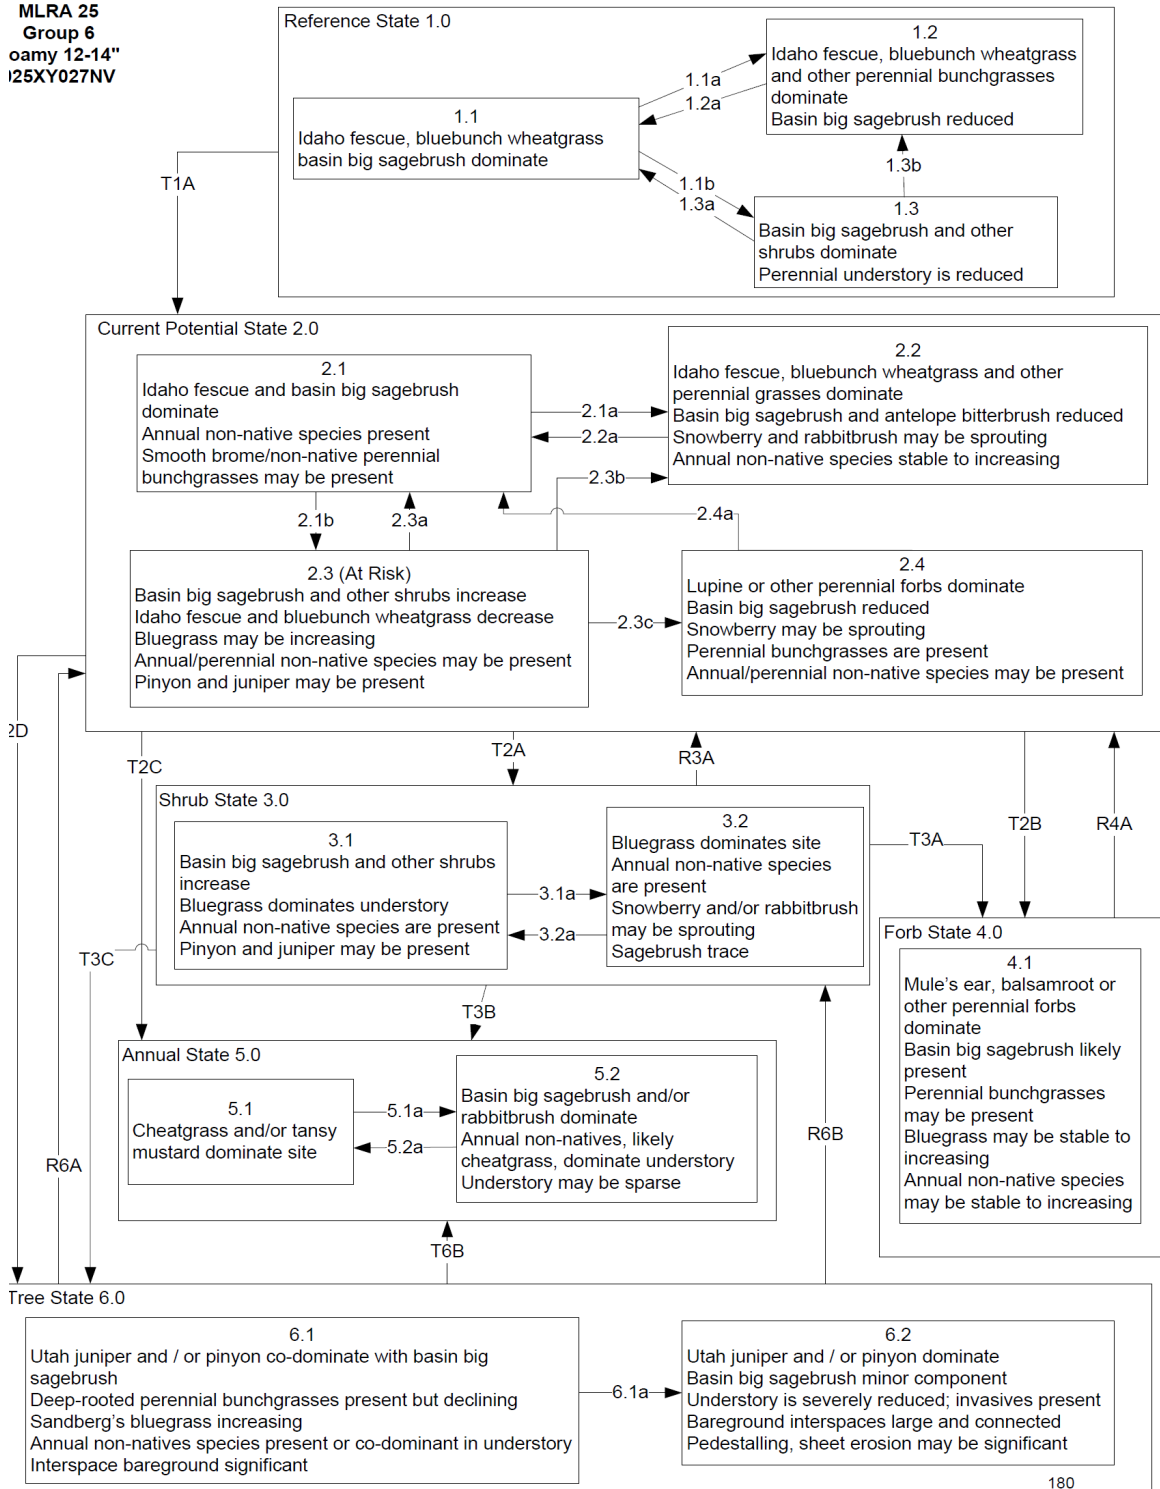 MLRA 25
Group 6
oamy 12-14"
025XY027NV
Reference State 1.0
1.1
Idaho fescue, bluebunch wheatgrass
basin big sagebrush dominate
1.1a
1.2a
1.2
Idaho fescue, bluebunch wheatgrass
and other perennial bunchgrasses
dominate
Basin big sagebrush reduced
1.3b
1.1b
1.3a
1.3
Basin big sagebrush and other
shrubs dominate
Perennial understory is reduced
T1A
Current Potential State 2.0
2.1
Idaho fescue and basin big sagebrush
dominate
Annual non-native species present
Smooth brome/non-native perennial
bunchgrasses may be present
2.1a
2.2a
2.2
Idaho fescue, bluebunch wheatgrass and other
perennial grasses dominate
Basin big sagebrush and antelope bitterbrush reduced
Snowberry and rabbitbrush may be sprouting
Annual non-native species stable to increasing
2.3b
2.1b
2.3a
2.4a
2.3 (At Risk)
Basin big sagebrush and other shrubs increase
Idaho fescue and bluebunch wheatgrass decrease
Bluegrass may be increasing
Annual/perennial non-native species may be present
Pinyon and juniper may be present
2.3c
2.4
Lupine or other perennial forbs dominate
Basin big sagebrush reduced
Snowberry may be sprouting
Perennial bunchgrasses are present
Annual/perennial non-native species may be present
2D
T2C
T2A
R3A
T2B
R4A
Shrub State 3.0
3.1
Basin big sagebrush and other shrubs
increase
Bluegrass dominates understory
Annual non-native species are present
Pinyon and juniper may be present
3.1a
3.2a
3.2
Bluegrass dominates site
Annual non-native species
are present
Snowberry and/or rabbitbrush
may be sprouting
Sagebrush trace
T3A
T3C
T3B
Forb State 4.0
4.1
Mule's ear, balsamroot or
other perennial forbs
dominate
Basin big sagebrush likely
present
Perennial bunchgrasses
may be present
Bluegrass may be stable to
increasing
Annual non-native species
may be stable to increasing
Annual State 5.0
5.1
Cheatgrass and/or tansy
mustard dominate site
5.1a
5.2a
5.2
Basin big sagebrush and/or
rabbitbrush dominate
Annual non-natives, likely
cheatgrass, dominate understory
Understory may be sparse
R6A
R6B
T6B
Tree State 6.0
6.1
Utah juniper and / or pinyon co-dominate with basin big
sagebrush
Deep-rooted perennial bunchgrasses present but declining
Sandberg's bluegrass increasing
Annual non-natives species present or co-dominant in understory
Interspace bareground significant
6.1a
6.2
Utah juniper and / or pinyon dominate
Basin big sagebrush minor component
Understory is severely reduced; invasives present
Bareground interspaces large and connected
Pedestalling, sheet erosion may be significant
180